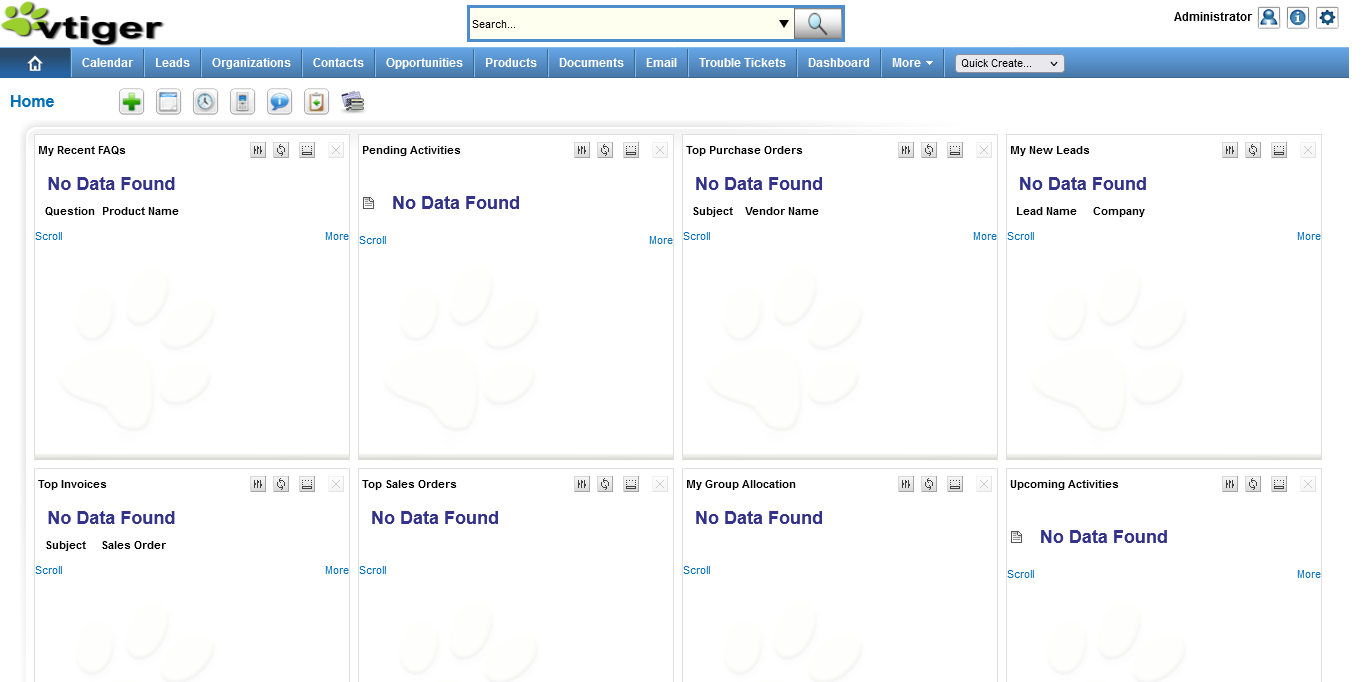 vtiger
Search...
Administrator
Calendar Leads Organizations Contacts Opportunities Products Documents Email Trouble Tickets Dashboard More Quick Create...
Home
My Recent FAQs
No Data Found
Question Product Name
Scroll More
Pending Activities
No Data Found
Scroll More
Top Purchase Orders
No Data Found
Subject Vendor Name
Scroll More
My New Leads
No Data Found
Lead Name Company
Scroll More
Top Invoices
No Data Found
Subject Sales Order
Scroll More
Top Sales Orders
No Data Found
Scroll
My Group Allocation
No Data Found
Scroll
Upcoming Activities
No Data Found
Scroll More